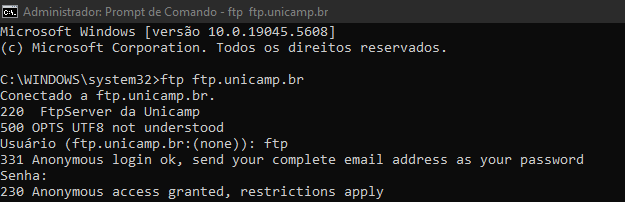 Administrador: Prompt de Comando - ftp ftp.unicamp.br
Microsoft Windows [versão 10.0.19045.5608]
(c) Microsoft Corporation. Todos os direitos reservados.
C:\WINDOWS\system32>ftp ftp.unicamp.br
Conectado a ftp.unicamp.br.
220  FtpServer da Unicamp
500 OPTS UTF8 not understood
Usuário (ftp.unicamp.br:(none)): ftp
331 Anonymous login ok, send your complete email address as your password
Senha:
230 Anonymous access granted, restrictions apply